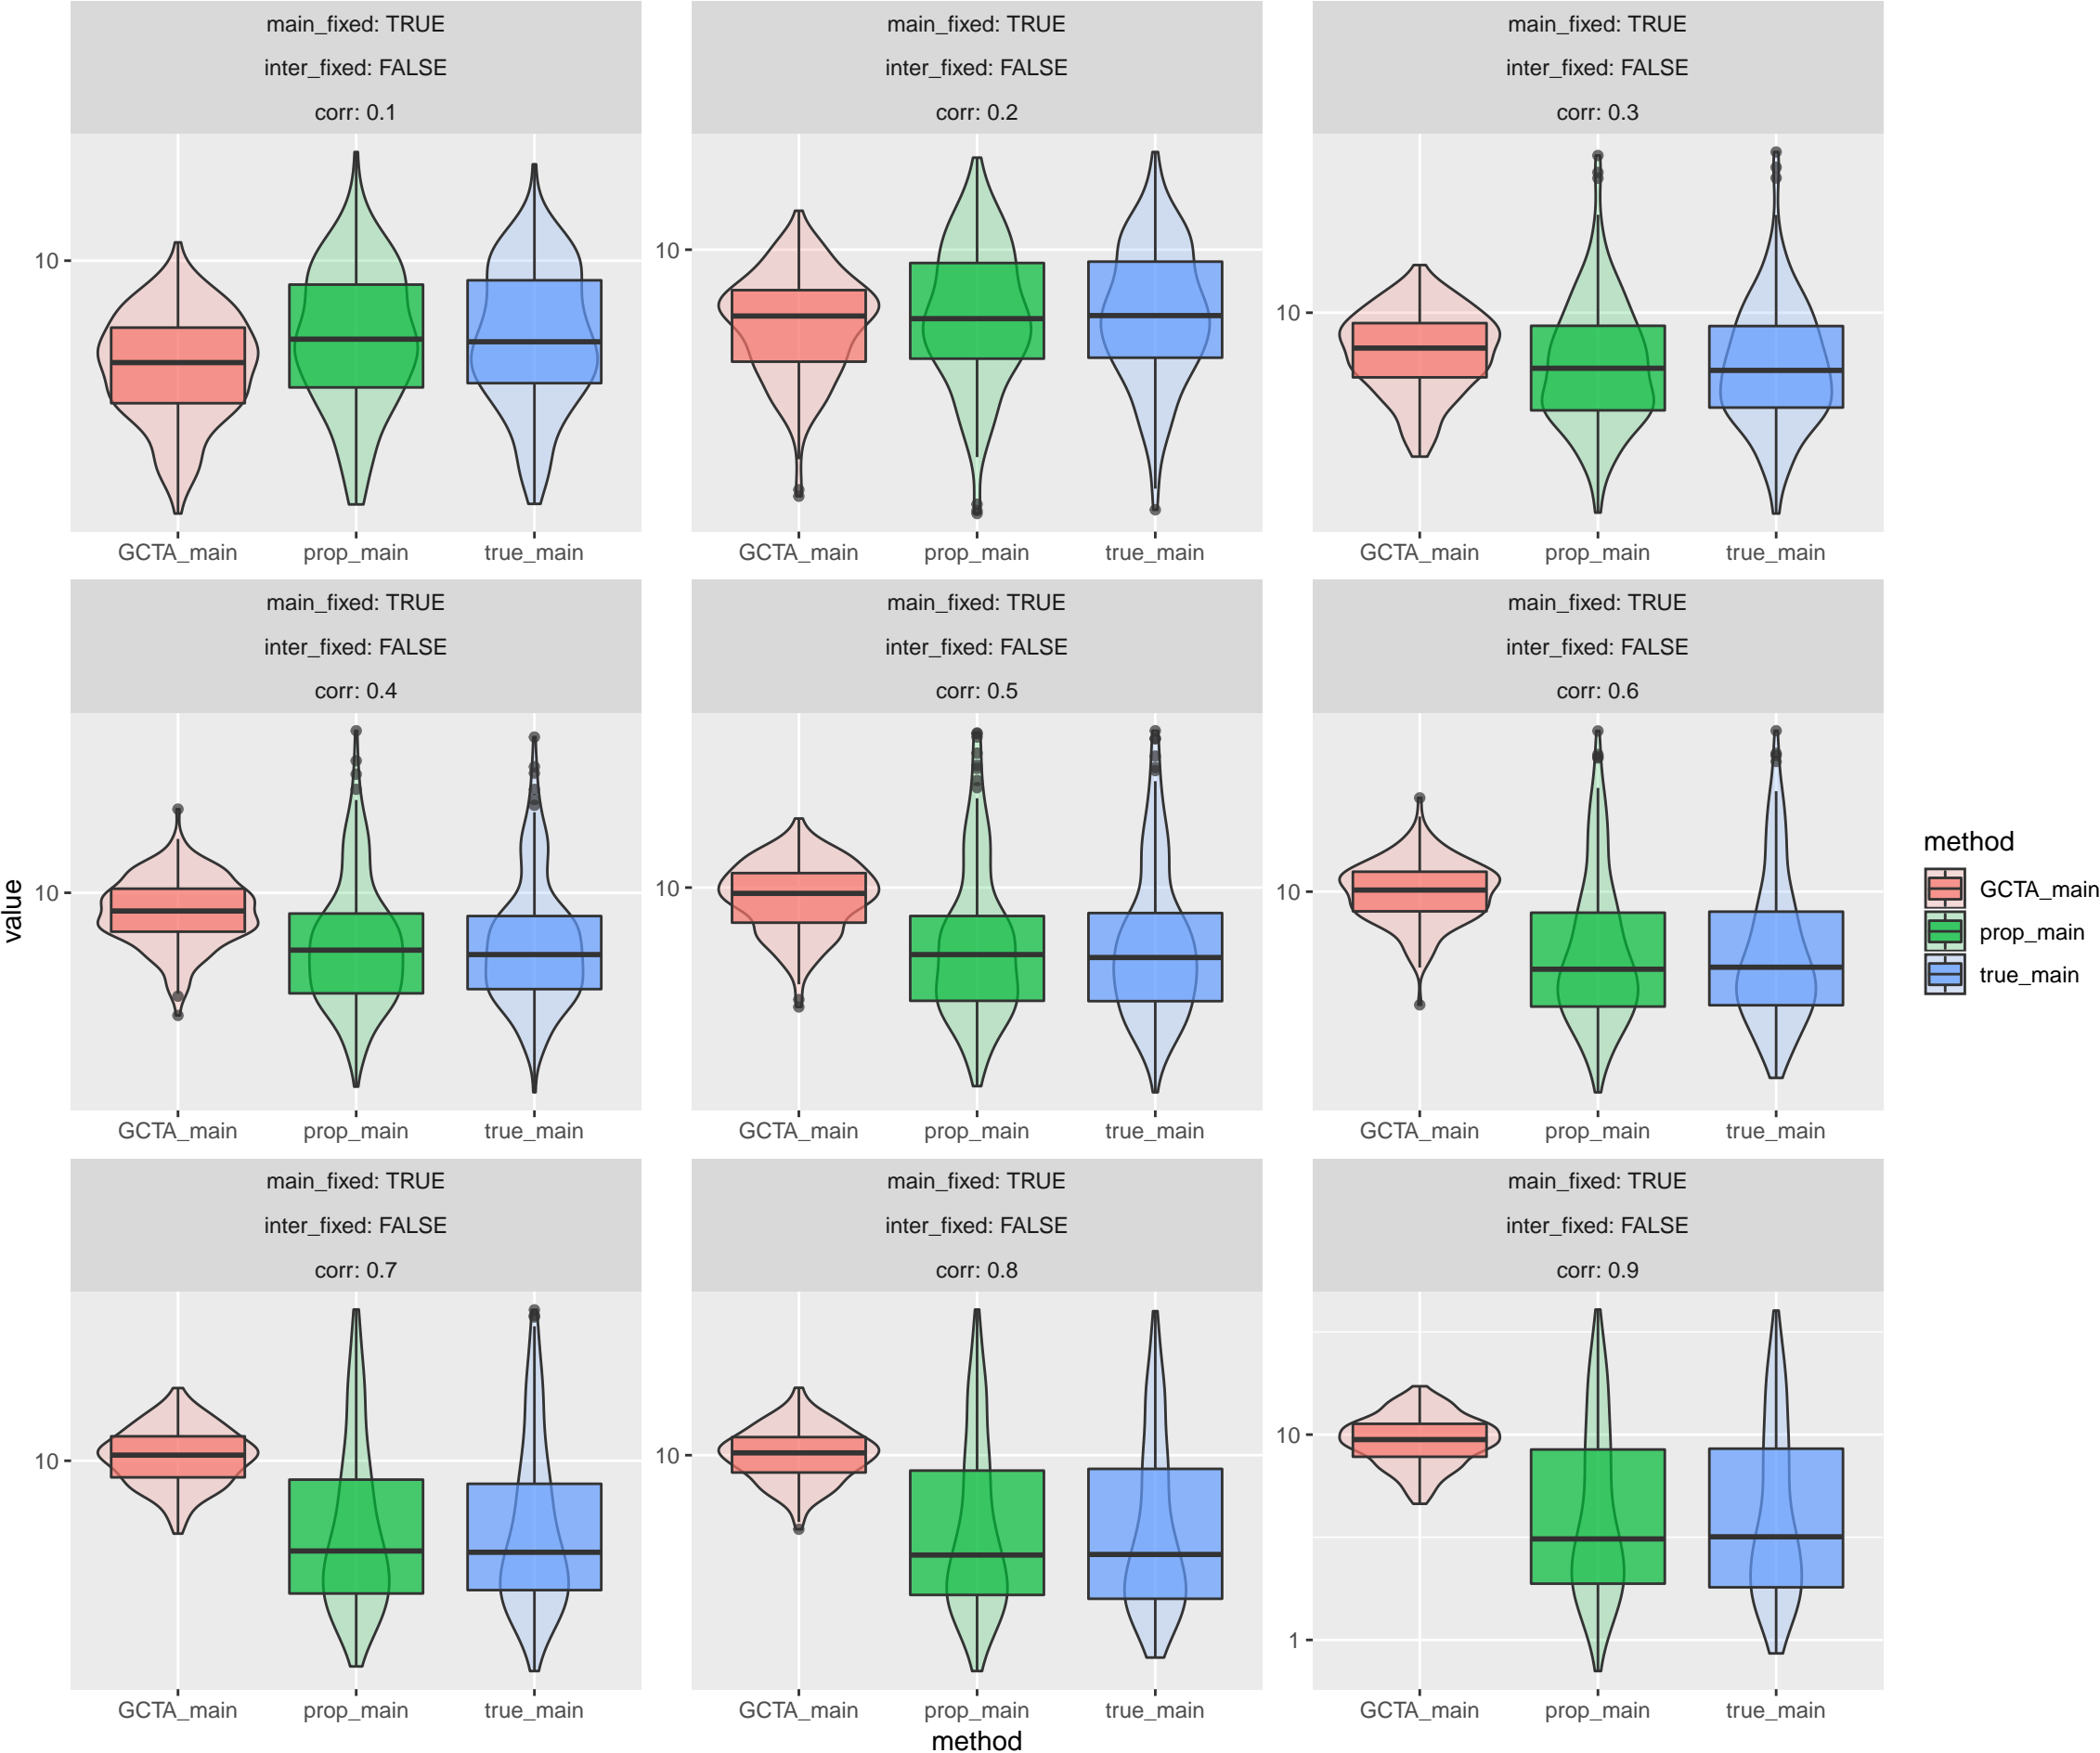 main_fixed: TRUE
inter_fixed: FALSE
corr: 0.1
main_fixed: TRUE
inter_fixed: FALSE
corr: 0.2
main_fixed: TRUE
inter_fixed: FALSE
corr: 0.3
10
GCTA_main prop_main true_main
10
GCTA_main prop_main true_main
10
GCTA_main prop_main true_main
main_fixed: TRUE
inter_fixed: FALSE
corr: 0.4
main_fixed: TRUE
inter_fixed: FALSE
corr: 0.5
main_fixed: TRUE
inter_fixed: FALSE
corr: 0.6
value
10
GCTA_main prop_main true_main
10
GCTA_main prop_main true_main
10
GCTA_main prop_main true_main
main_fixed: TRUE
inter_fixed: FALSE
corr: 0.7
main_fixed: TRUE
inter_fixed: FALSE
corr: 0.8
main_fixed: TRUE
inter_fixed: FALSE
corr: 0.9
10
GCTA_main prop_main true_main
10
GCTA_main prop_main true_main
10
1
GCTA_main prop_main true_main
method
method
GCTA_main
prop_main
true_main